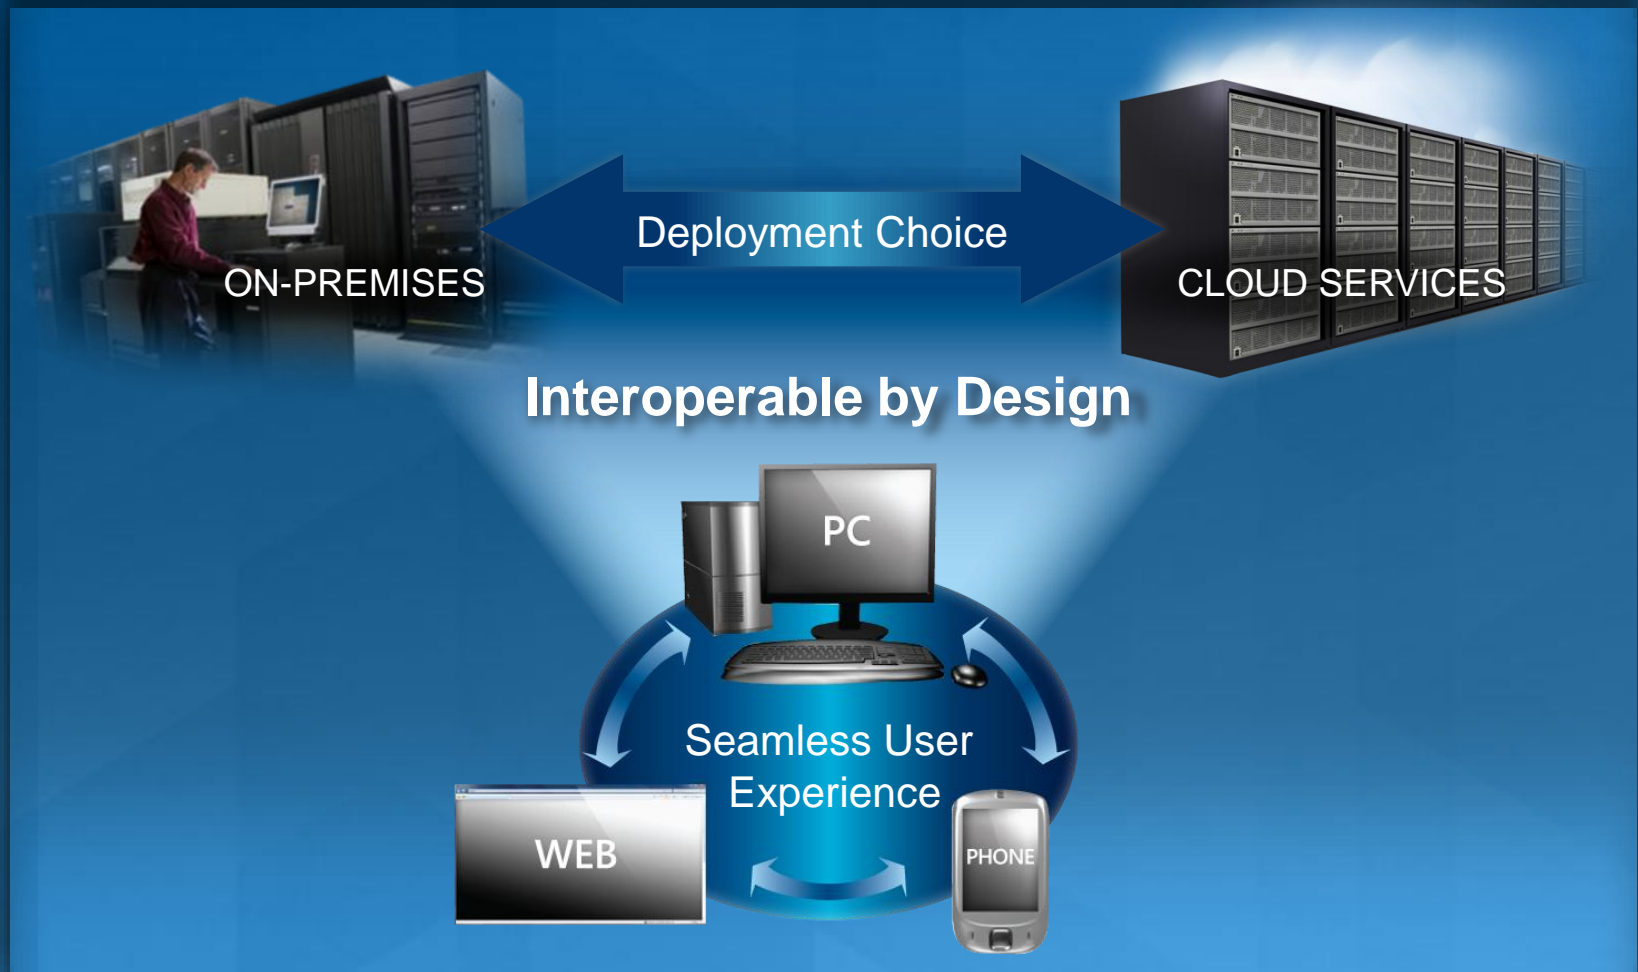 Deployment Choice
ON-PREMISES
CLOUD SERVICES
Interoperable by Design
PC
Seamless User
Experience
WEB
PHONE